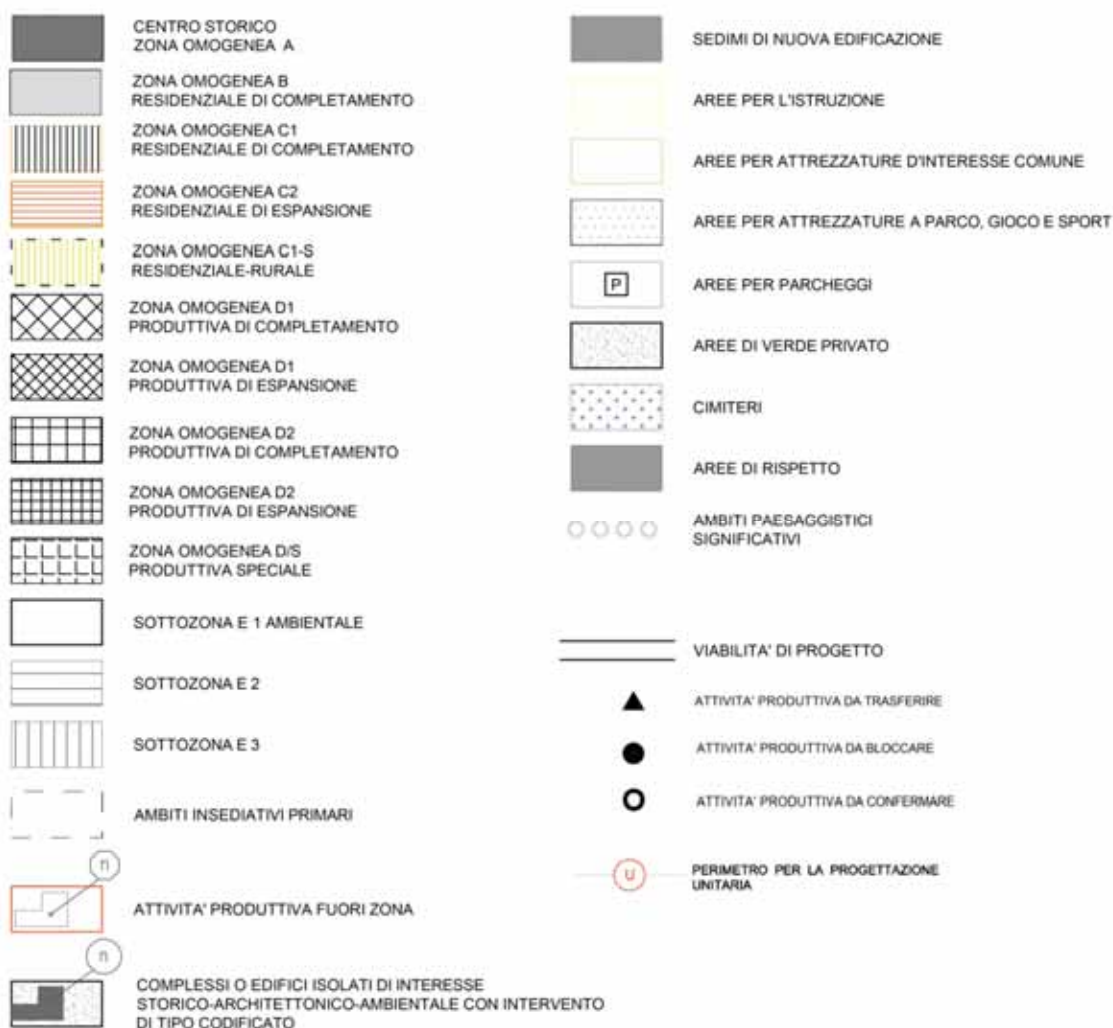 CENTRO STORICO
ZONA OMOGENEA A
ZONA OMOGENEA B
RESIDENZIALE DI COMPLETAMENTO
ZONA OMOGENEA C1
RESIDENZIALE DI COMPLETAMENTO
ZONA OMOGENEA C2
RESIDENZIALE DI ESPANSIONE
ZONA OMOGENEA C1-S
RESIDENZIALE-RURALE
ZONA OMOGENEA D1
PRODUTTIVA DI COMPLETAMENTO
ZONA OMOGENEA D1
PRODUTTIVA DI ESPANSIONE
ZONA OMOGENEA D2
PRODUTTIVA DI COMPLETAMENTO
ZONA OMOGENEA D2
PRODUTTIVA DI ESPANSIONE
ZONA OMOGENEA D/S
PRODUTTIVA SPECIALE
SOTTOZONA E 1 AMBIENTALE
SOTTOZONA E 2
SOTTOZONA E 3
AMBITI INSEDIATIVI PRIMARI
n
ATTIVITA' PRODUTTIVA FUORI ZONA
n
COMPLESSI O EDIFICI ISOLATI DI INTERESSE
STORICO-ARCHITETTONICO-AMBIENTALE CON INTERVENTO
DI TIPO CODIFICATO
SEDIMI DI NUOVA EDIFICAZIONE
AREE PER L'ISTRUZIONE
AREE PER ATTREZZATURE D'INTERESSE COMUNE
AREE PER ATTREZZATURE A PARCO, GIOCO E SPORT
P
AREE PER PARCHEGGI
AREE DI VERDE PRIVATO
CIMITERI
AREE DI RISPETTO
AMBITI PAESAGGISTICI
SIGNIFICATIVI
VIABILITA' DI PROGETTO
ATTIVITA' PRODUTTIVA DA TRASFERIRE
ATTIVITA' PRODUTTIVA DA BLOCCARE
ATTIVITA' PRODUTTIVA DA CONFERMARE
U
PERIMETRO PER LA PROGETTAZIONE
UNITARIA